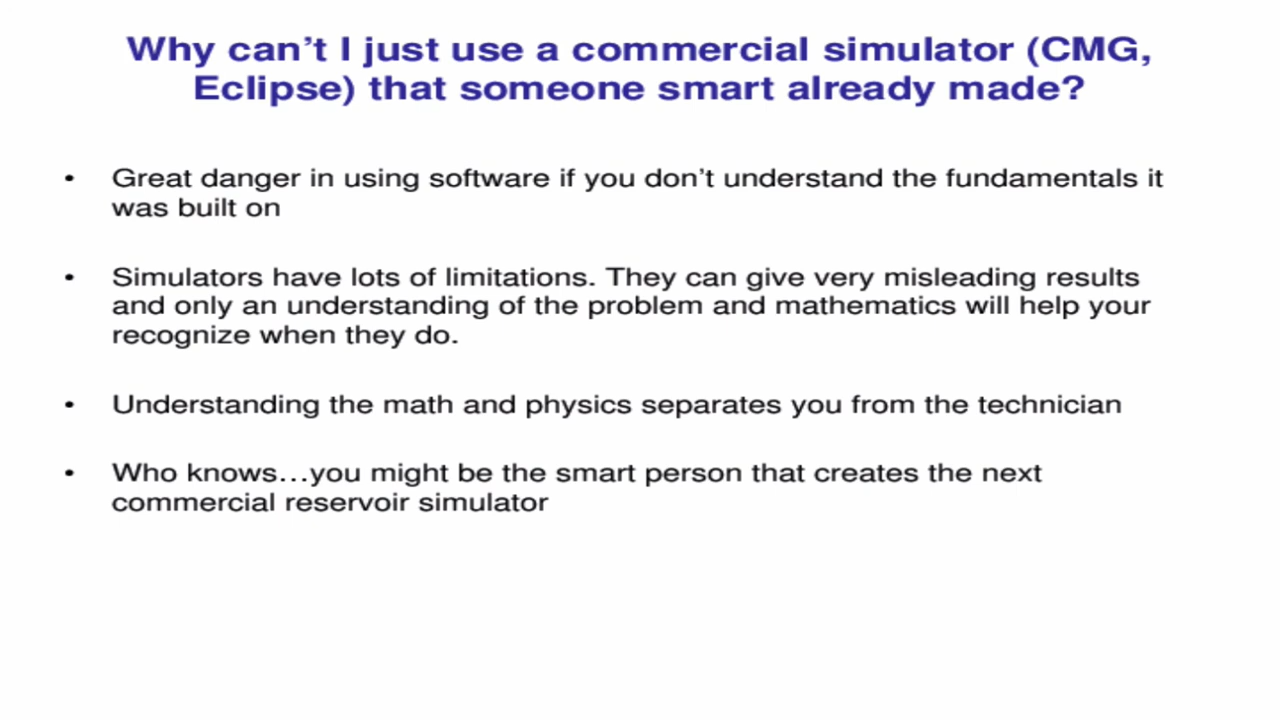 Why can’t I just use a commercial simulator (CMG,
Eclipse) that someone smart already made?
• Great danger in using software if you don’t understand the fundamentals it
was built on
• Simulators have lots of limitations. They can give very misleading results
and only an understanding of the problem and mathematics will help your
recognize when they do.
• Understanding the math and physics separates you from the technician
• Who knows…you might be the smart person that creates the next
commercial reservoir simulator